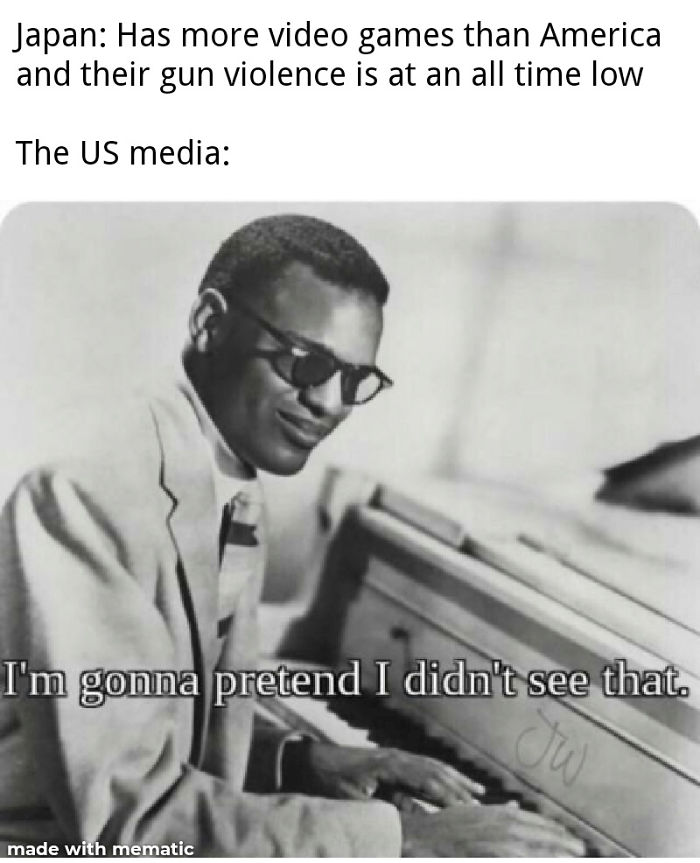 Japan: Has more video games than America
and their gun violence is at an all time low
The US media:
I'm gonna pretend I didn't see that.
JW
made with mematic